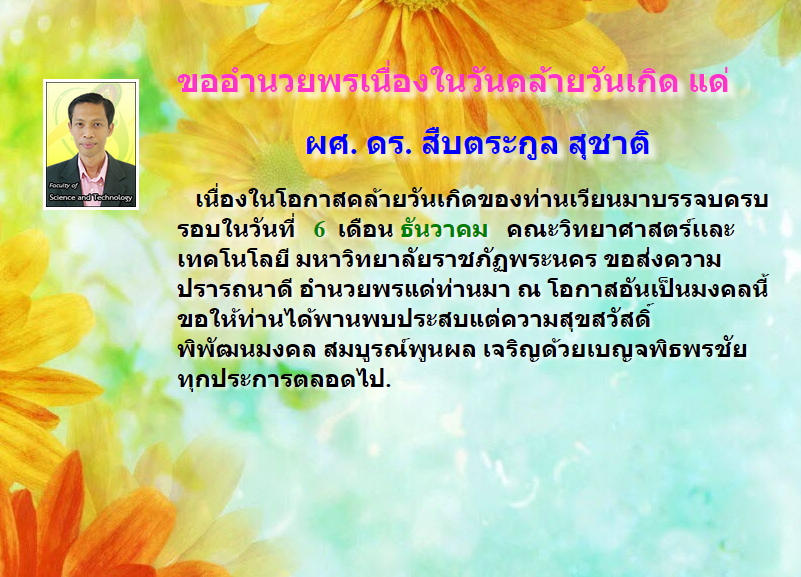 ขออำนวยพรเนื่องในวันคล้ายวันเกิด แด่
ผศ. ดร. สืบตระกูล สุชาติ
Faculty of
Science and Technology
เนื่องในโอกาสคล้ายวันเกิดของท่านเวียนมาบรรจบครบ
รอบในวันที่ 6 เดือน ธันวาคม คณะวิทยาศาสตร์และ
เทคโนโลยี มหาวิทยาลัยราชภัฏพระนคร ขอส่งความ
ปรารถนาดี อำนวยพรแด่ท่านมา ณ โอกาสอันเป็นมงคลนี้
ขอให้ท่านได้พานพบประสบแต่ความสุขสวัสดิ์
พิพัฒนมงคล สมบูรณ์พูนผล เจริญด้วยเบญจพิธพรชัย
ทุกประการตลอดไป.